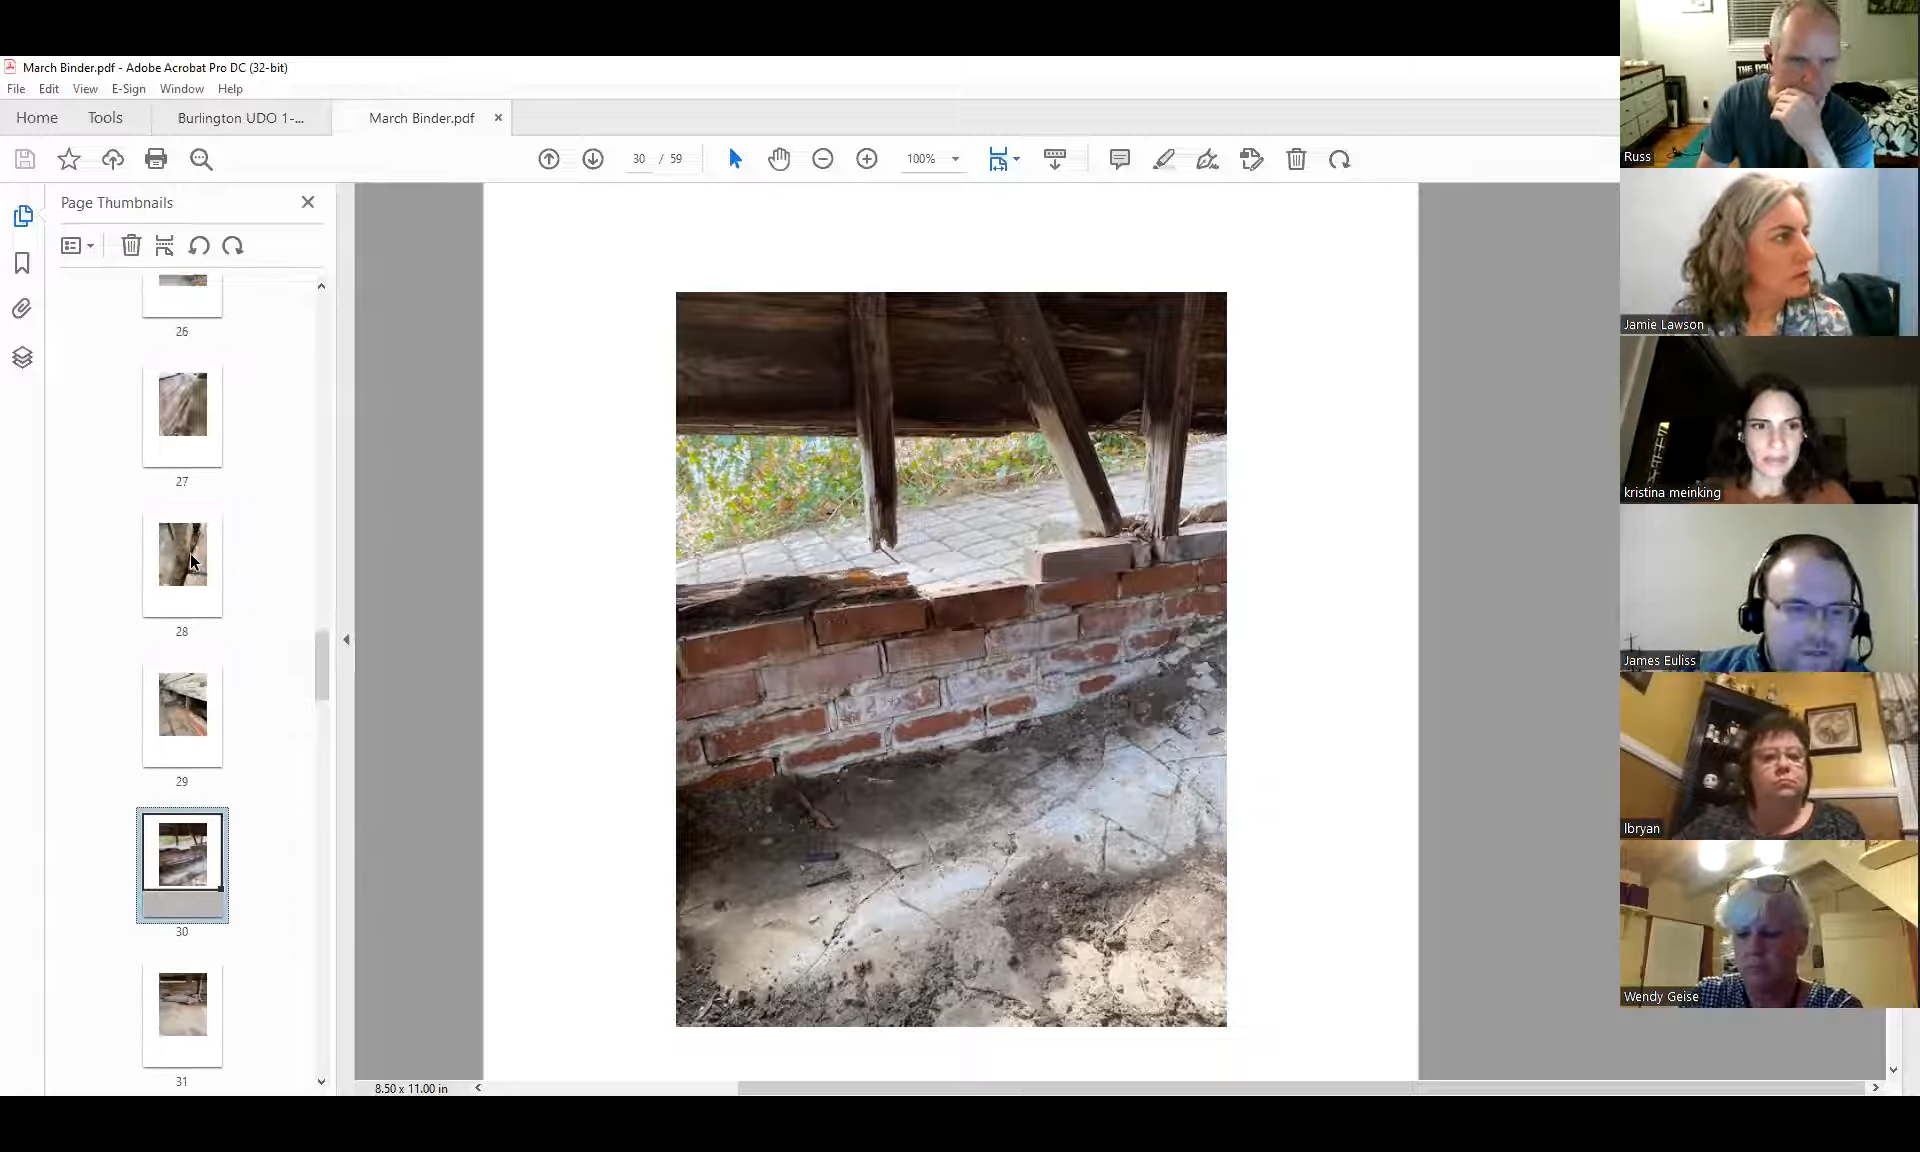 March Binder.pdf - Adobe Acrobat Pro DC (32-bit)
File Edit View E-Sign Window Help
Home Tools Burlington UDO 1-... March Binder.pdf ×
30 / 59 100%
Page Thumbnails
26
27
28
29
30
31
8.50 x 11.00 in
Russ
Jamie Lawson
kristina meinking
James Euliss
lbryan
Wendy Geise